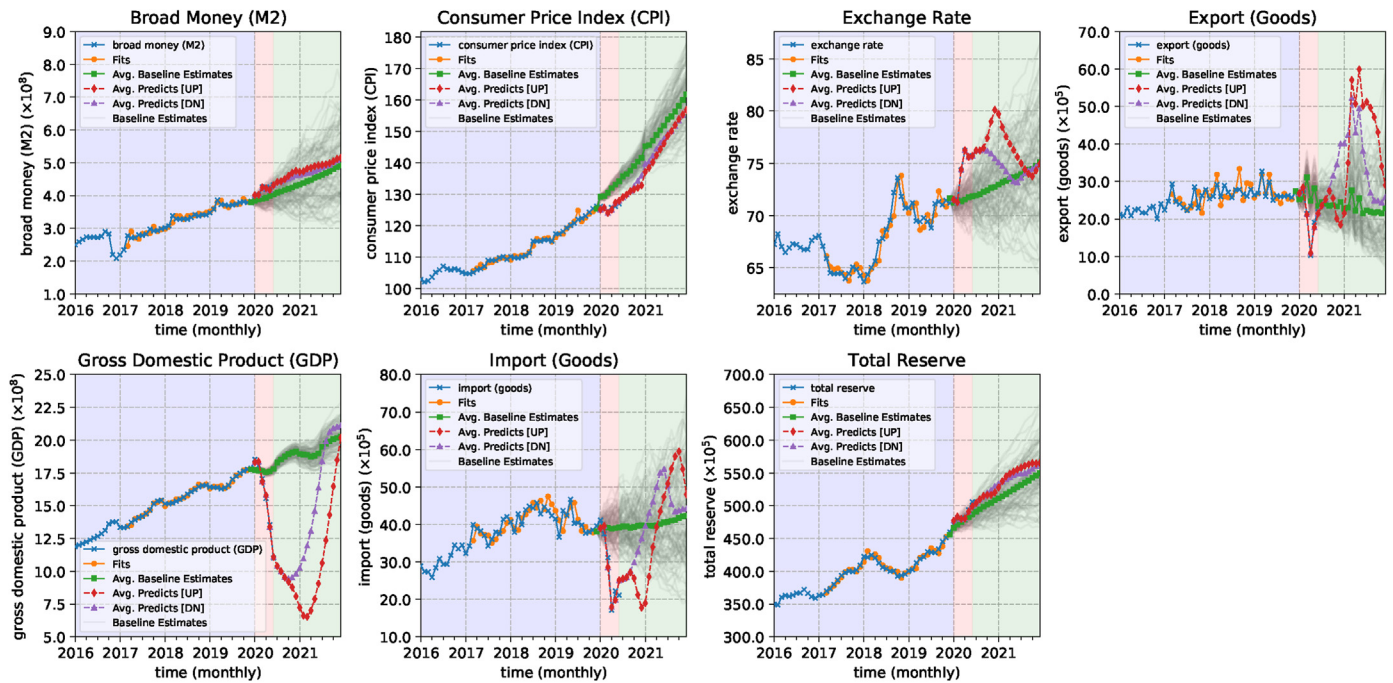 Broad Money (M2)
broad money (M2) (×10⁸)
9.0
8.0
7.0
6.0
5.0
4.0
3.0
2.0
1.0
broad money (M2)
Fits
Avg. Baseline Estimates
Avg. Predicts [UP]
Avg. Predicts [DN]
Baseline Estimates
2016 2017 2018 2019 2020 2021
time (monthly)
Consumer Price Index (CPI)
consumer price index (CPI)
180
170
160
150
140
130
120
110
100
consumer price index (CPI)
Fits
Avg. Baseline Estimates
Avg. Predicts [UP]
Avg. Predicts [DN]
Baseline Estimates
2016 2017 2018 2019 2020 2021
time (monthly)
Exchange Rate
exchange rate
85
80
75
70
65
exchange rate
Fits
Avg. Baseline Estimates
Avg. Predicts [UP]
Avg. Predicts [DN]
Baseline Estimates
2016 2017 2018 2019 2020 2021
time (monthly)
Export (Goods)
export (goods) (×10⁵)
70.0
60.0
50.0
40.0
30.0
20.0
10.0
0.0
export (goods)
Fits
Avg. Baseline Estimates
Avg. Predicts [UP]
Avg. Predicts [DN]
Baseline Estimates
2016 2017 2018 2019 2020 2021
time (monthly)
Gross Domestic Product (GDP)
gross domestic product (GDP) (×10⁸)
25.0
22.5
20.0
17.5
15.0
12.5
10.0
7.5
5.0
gross domestic product (GDP)
Fits
Avg. Baseline Estimates
Avg. Predicts [UP]
Avg. Predicts [DN]
Baseline Estimates
2016 2017 2018 2019 2020 2021
time (monthly)
Import (Goods)
import (goods) (×10⁵)
80.0
70.0
60.0
50.0
40.0
30.0
20.0
10.0
import (goods)
Fits
Avg. Baseline Estimates
Avg. Predicts [UP]
Avg. Predicts [DN]
Baseline Estimates
2016 2017 2018 2019 2020 2021
time (monthly)
Total Reserve
total reserve (×10⁵)
700.0
650.0
600.0
550.0
500.0
450.0
400.0
350.0
300.0
total reserve
Fits
Avg. Baseline Estimates
Avg. Predicts [UP]
Avg. Predicts [DN]
Baseline Estimates
2016 2017 2018 2019 2020 2021
time (monthly)